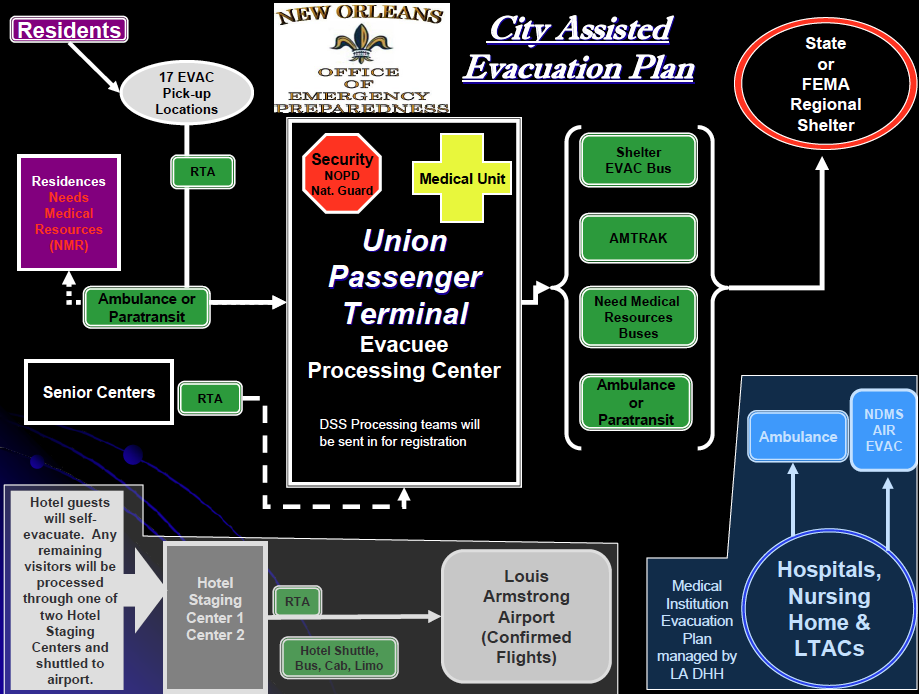 Residents
NEW ORLEANS
OFFICE
OF
EMERGENCY
PREPAREDNESS
City Assisted
Evacuation Plan
State
or
FEMA
Regional
Shelter
17 EVAC
Pick-up
Locations
RTA
Residences
Needs
Medical
Resources
(NMR)
Ambulance or
Paratransit
Senior Centers
RTA
Security
NOPD
Nat. Guard
Medical Unit
Union
Passenger
Terminal
Evacuee
Processing Center
DSS Processing teams will
be sent in for registration
Shelter
EVAC Bus
AMTRAK
Need Medical
Resources
Buses
Ambulance
or
Paratransit
Hotel guests
will self-
evacuate. Any
remaining
visitors will be
processed
through one of
two Hotel
Staging
Centers and
shuttled to
airport.
Hotel
Staging
Center 1
Center 2
RTA
Hotel Shuttle,
Bus, Cab, Limo
Louis
Armstrong
Airport
(Confirmed
Flights)
Ambulance
NDMS
AIR
EVAC
Medical
Institution
Evacuation
Plan
managed by
LA DHH
Hospitals,
Nursing
Home &
LTACs